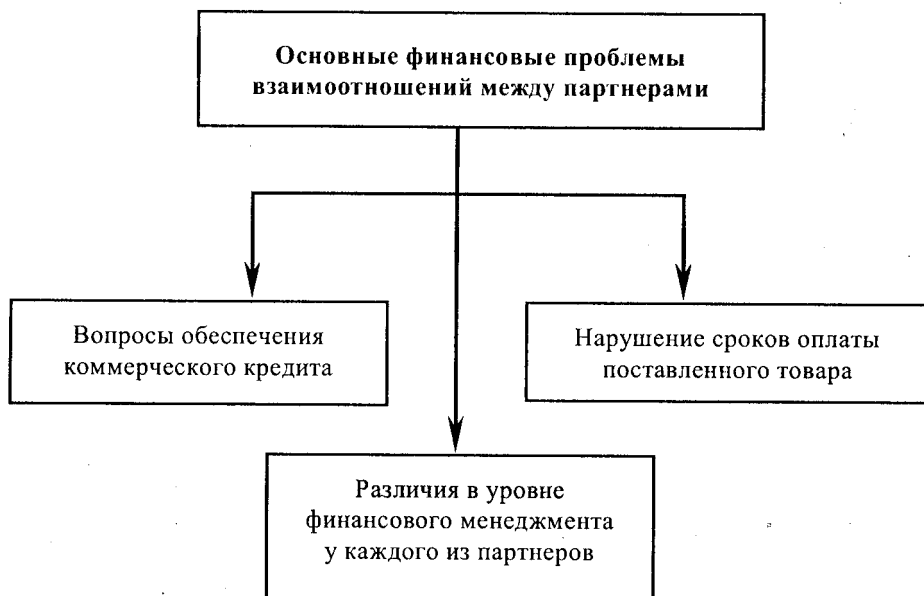 Основные финансовые проблемы
взаимоотношений между партнерами
Вопросы обеспечения
коммерческого кредита
Нарушение сроков оплаты
поставленного товара
Различия в уровне
финансового менеджмента
у каждого из партнеров